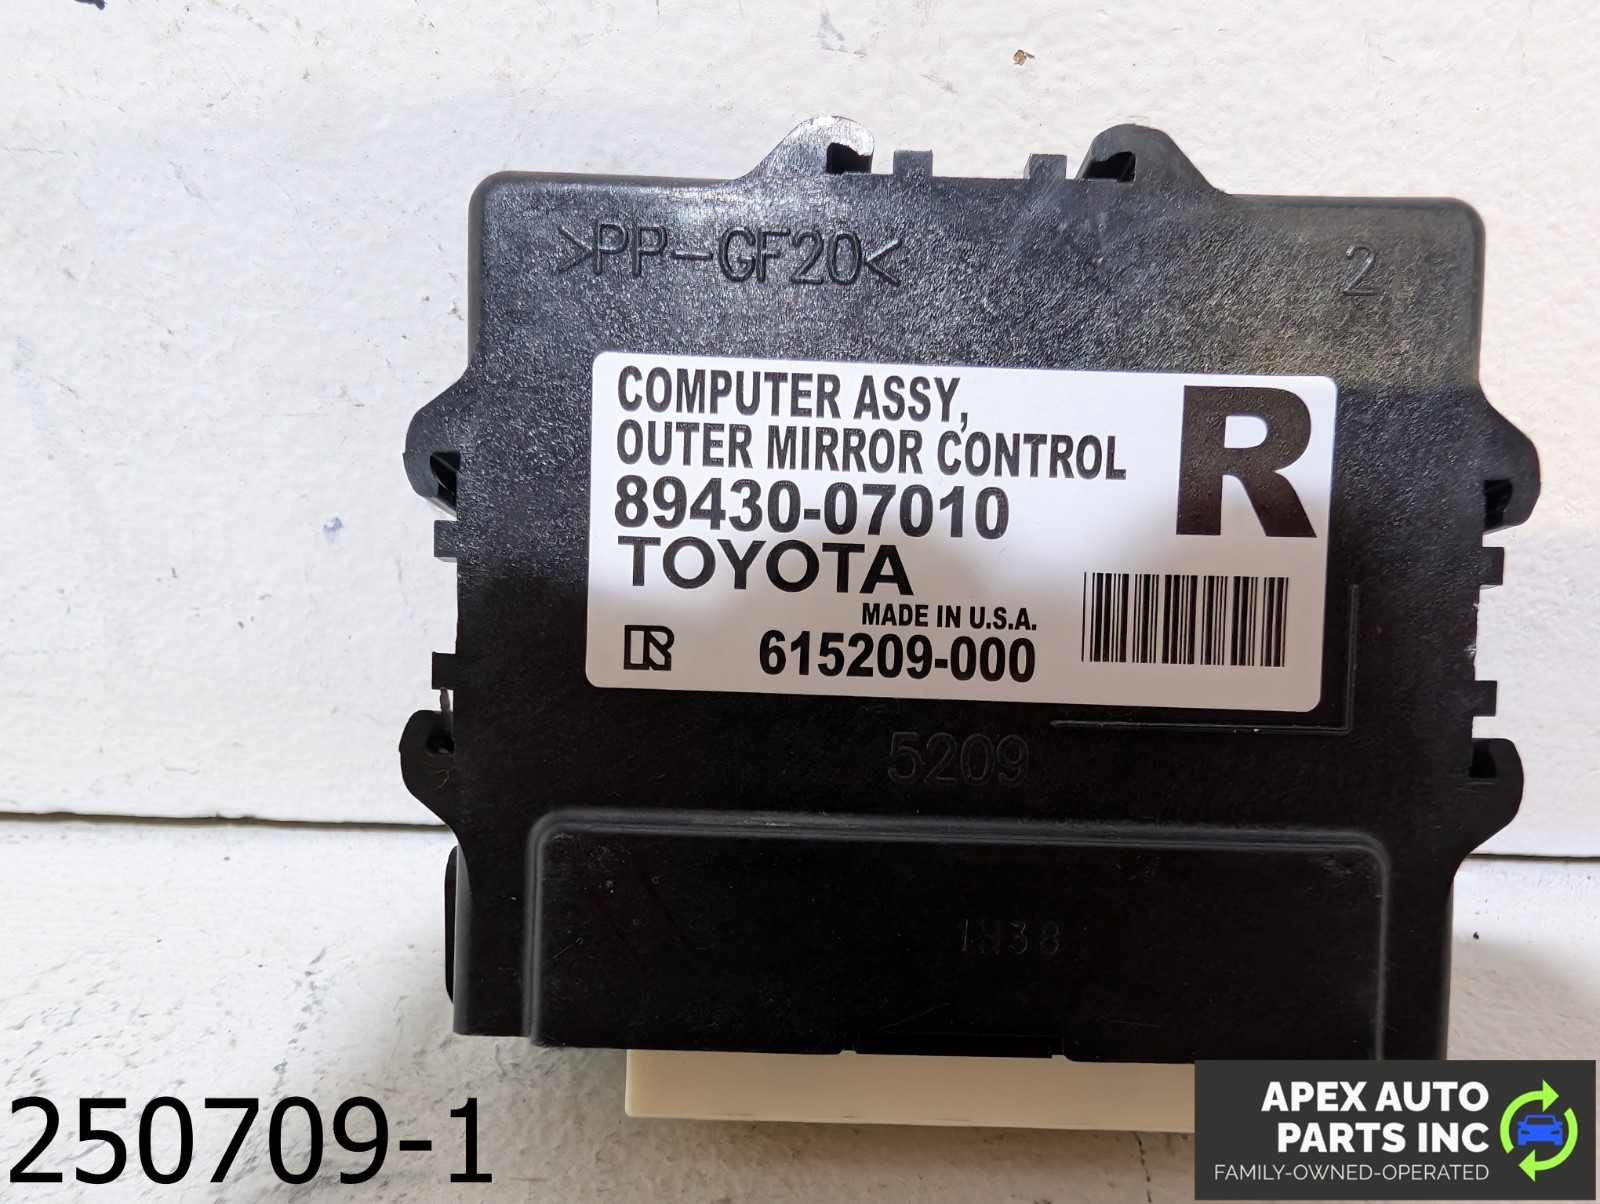 >PP-GF20<
2
COMPUTER ASSY,
OUTER MIRROR CONTROL
R
89430-07010
TOYOTA
MADE IN U.S.A.
R
615209-000
5209
1H38
250709-1
APEX AUTO
PARTS INC
FAMILY-OWNED-OPERATED